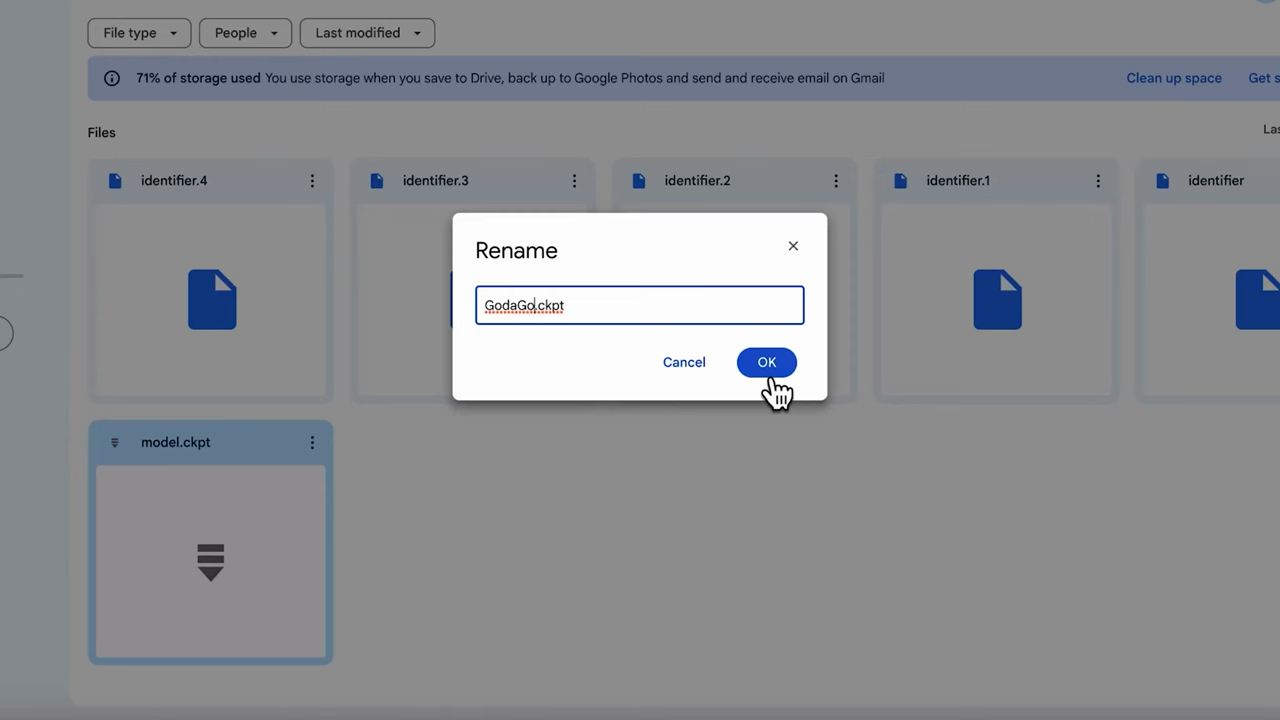 File type
People
Last modified
71% of storage used You use storage when you save to Drive, back up to Google Photos and send and receive email on Gmail
Clean up space
Get
Files
identifier.4
identifier.3
identifier.2
identifier.1
identifier
Rename
GodaGo.ckpt
Cancel
OK
model.ckpt